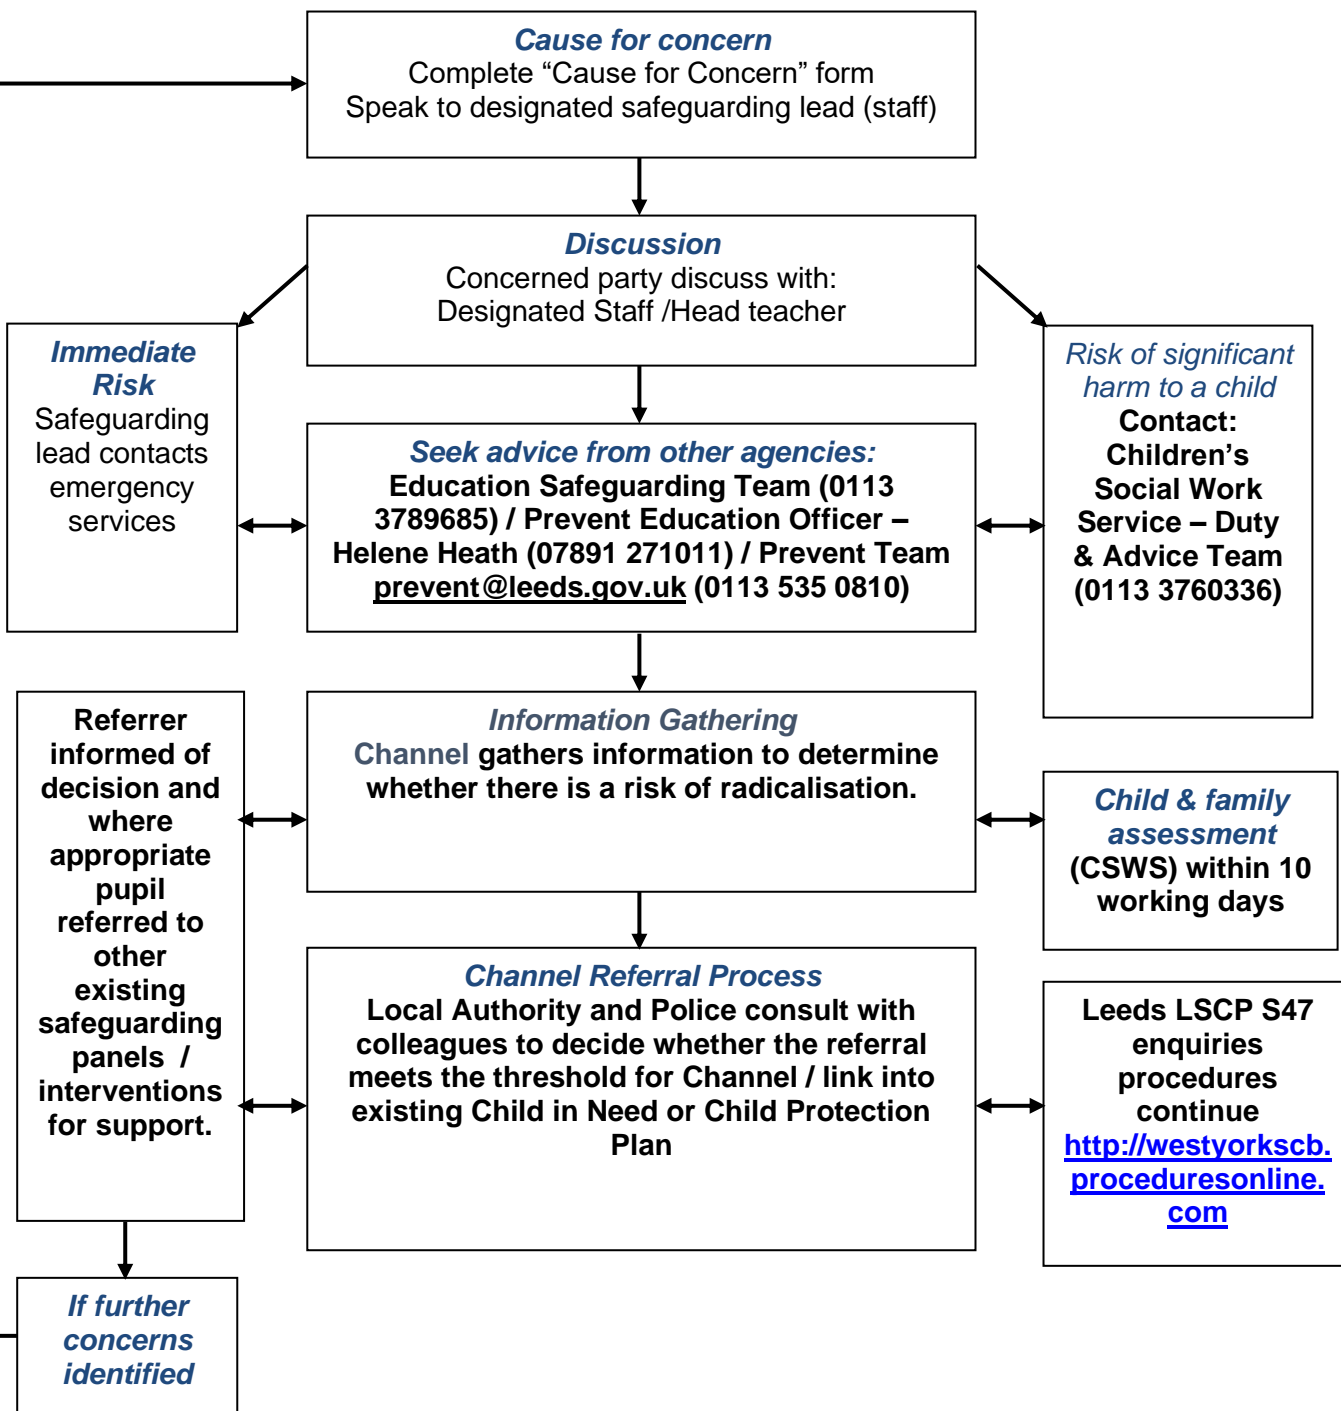 Cause for concern
Complete “Cause for Concern” form
Speak to designated safeguarding lead (staff)
Discussion
Concerned party discuss with:
Designated Staff /Head teacher
Immediate
Risk
Safeguarding
lead contacts
emergency
services
Seek advice from other agencies:
Education Safeguarding Team (0113
3789685) / Prevent Education Officer –
Helene Heath (07891 271011) / Prevent Team
prevent@leeds.gov.uk (0113 535 0810)
Risk of significant
harm to a child
Contact:
Children’s
Social Work
Service – Duty
& Advice Team
(0113 3760336)
Referrer
informed of
decision and
where
appropriate
pupil
referred to
other
existing
safeguarding
panels /
interventions
for support.
Information Gathering
Channel gathers information to determine
whether there is a risk of radicalisation.
Child & family
assessment
(CSWS) within 10
working days
Channel Referral Process
Local Authority and Police consult with
colleagues to decide whether the referral
meets the threshold for Channel / link into
existing Child in Need or Child Protection
Plan
Leeds LSCP S47
enquiries
procedures
continue
http://westyorkscb.
proceduresonline.
com
If further
concerns
identified